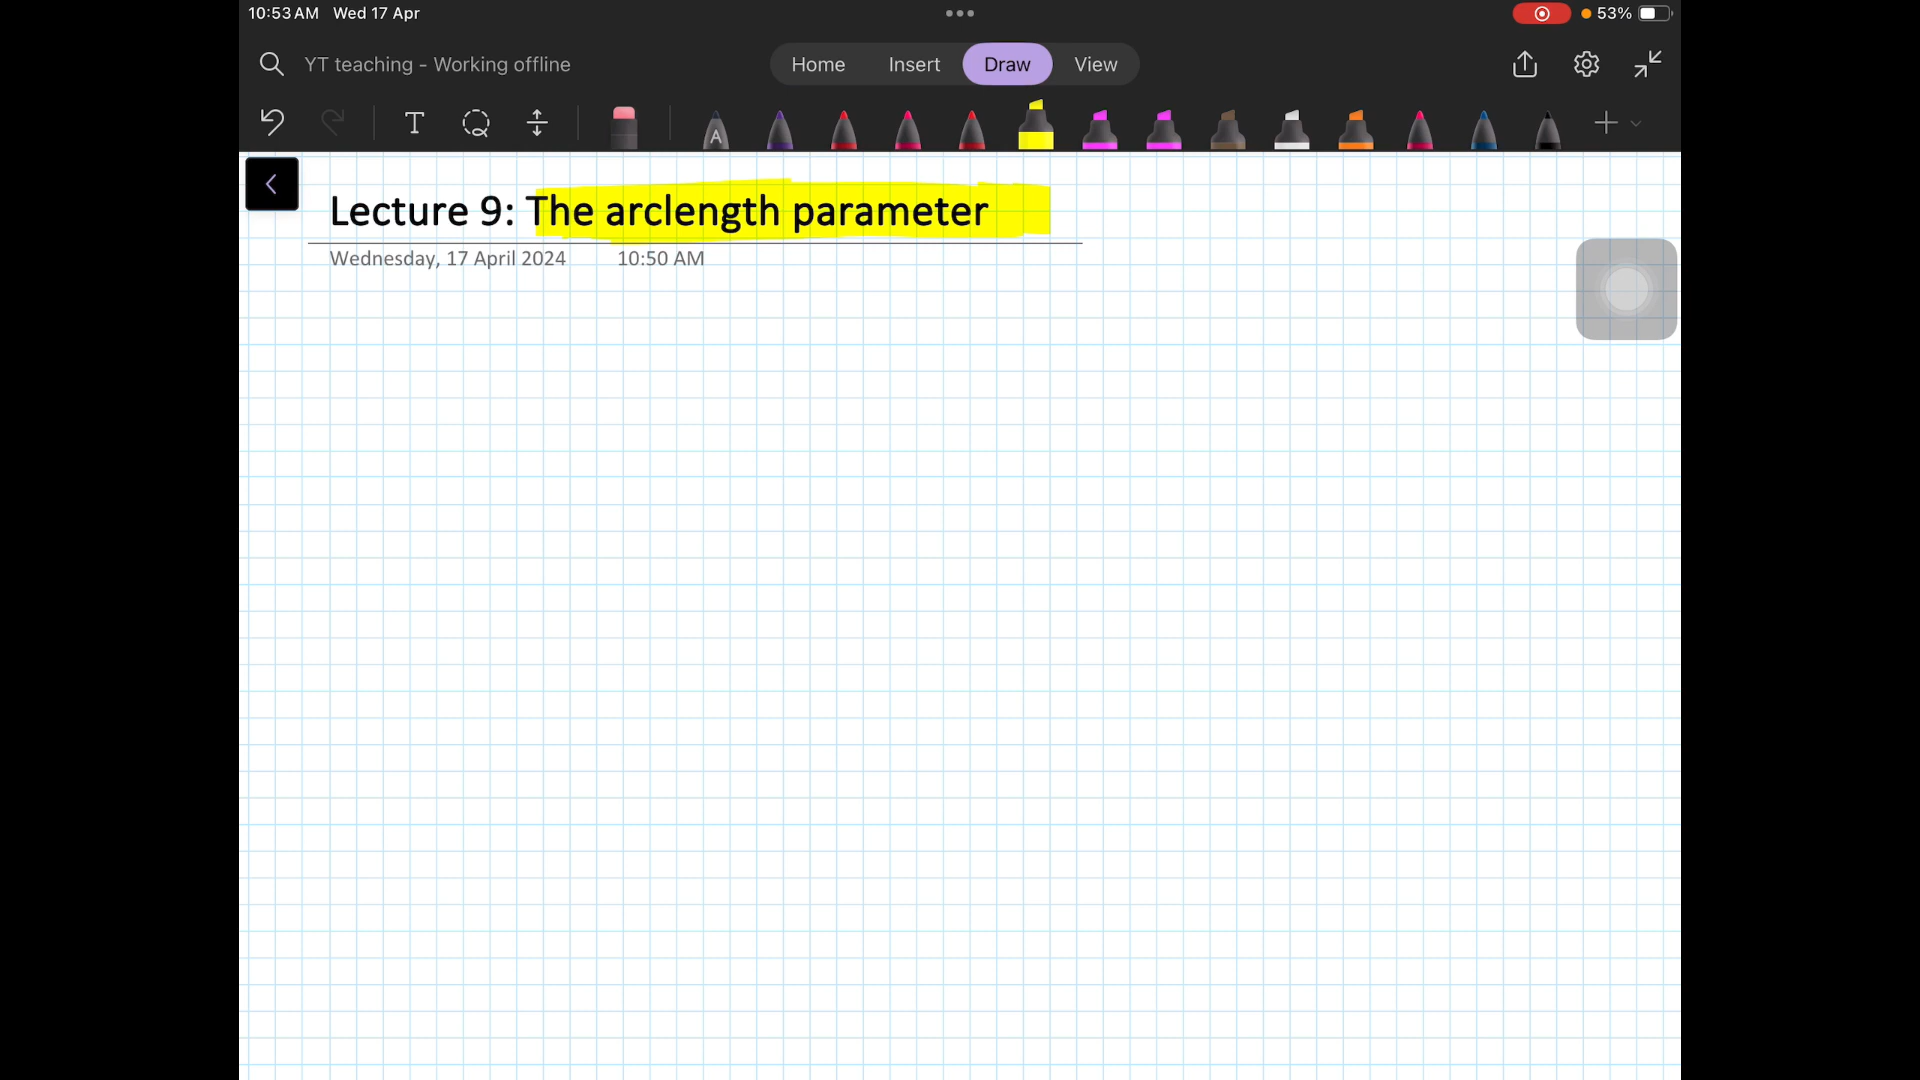 10:53 AM Wed 17 Apr
53%
YT teaching - Working offline
Home Insert Draw View
T
A
Lecture 9: The arclength parameter
Wednesday, 17 April 2024 10:50 AM